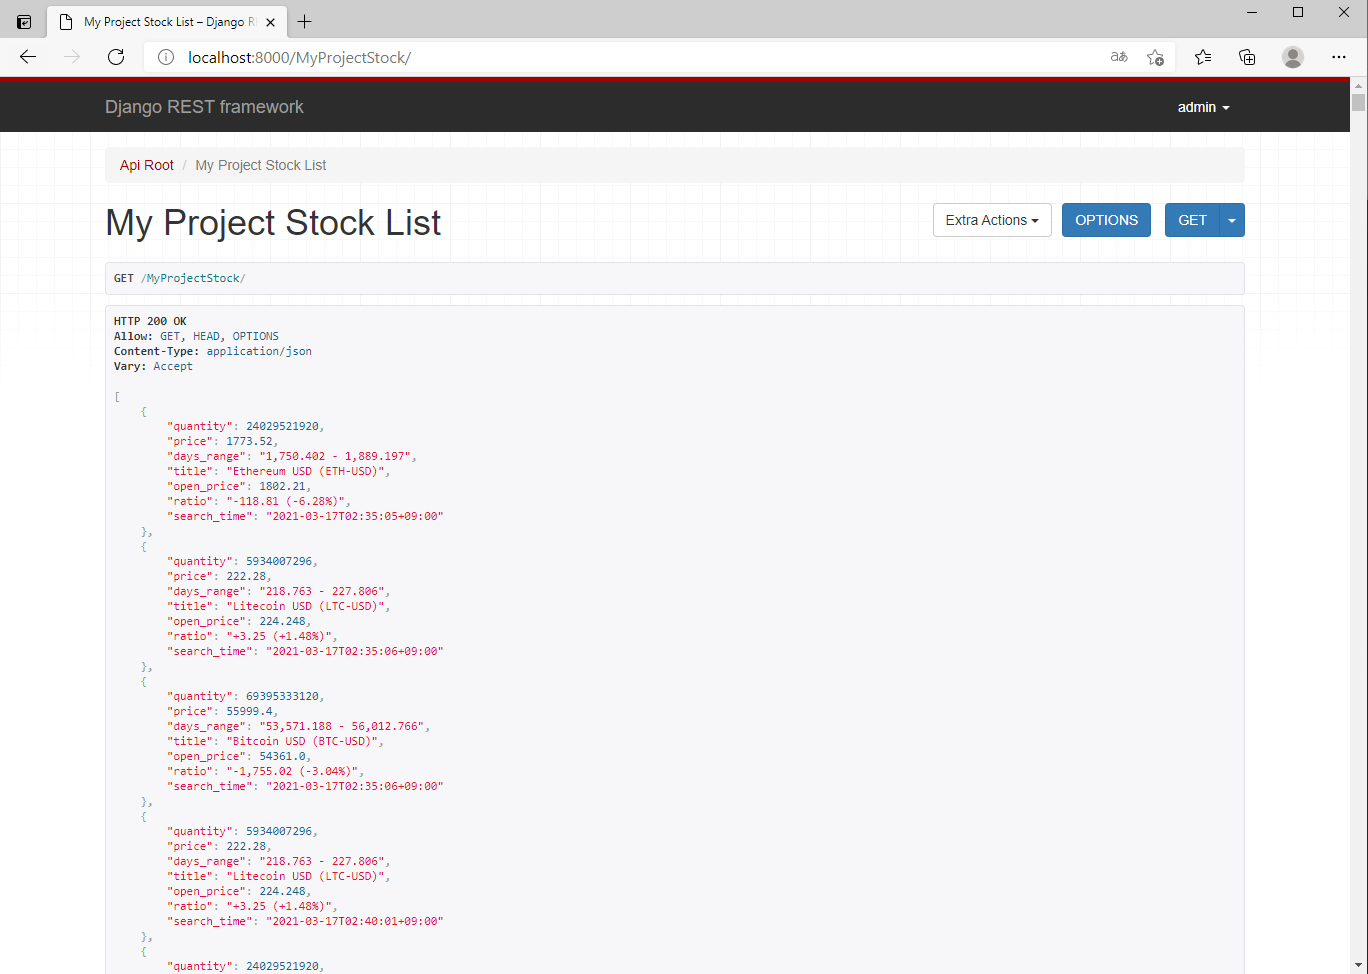 My Project Stock List – Django R
localhost:8000/MyProjectStock/
aあ
Django REST framework
admin
Api Root / My Project Stock List
My Project Stock List
Extra Actions
OPTIONS
GET
GET /MyProjectStock/
HTTP 200 OK
Allow: GET, HEAD, OPTIONS
Content-Type: application/json
Vary: Accept
[
{
"quantity": 24029521920,
"price": 1773.52,
"days_range": "1,750.402 - 1,889.197",
"title": "Ethereum USD (ETH-USD)",
"open_price": 1802.21,
"ratio": "-118.81 (-6.28%)",
"search_time": "2021-03-17T02:35:05+09:00"
},
{
"quantity": 5934007296,
"price": 222.28,
"days_range": "218.763 - 227.806",
"title": "Litecoin USD (LTC-USD)",
"open_price": 224.248,
"ratio": "+3.25 (+1.48%)",
"search_time": "2021-03-17T02:35:06+09:00"
},
{
"quantity": 69395333120,
"price": 55999.4,
"days_range": "53,571.188 - 56,012.766",
"title": "Bitcoin USD (BTC-USD)",
"open_price": 54361.0,
"ratio": "-1,755.02 (-3.04%)",
"search_time": "2021-03-17T02:35:06+09:00"
},
{
"quantity": 5934007296,
"price": 222.28,
"days_range": "218.763 - 227.806",
"title": "Litecoin USD (LTC-USD)",
"open_price": 224.248,
"ratio": "+3.25 (+1.48%)",
"search_time": "2021-03-17T02:40:01+09:00"
},
{
"quantity": 24029521920,